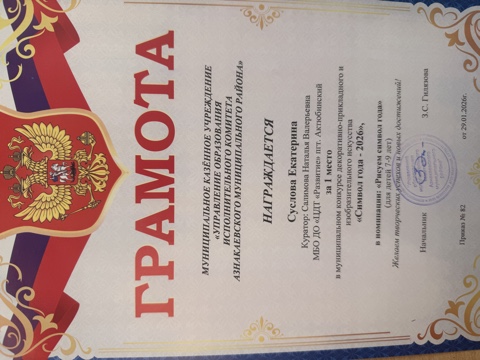 ГРАМОТА
МУНИЦИПАЛЬНОЕ КАЗЁННОЕ УЧРЕЖДЕНИЕ
«УПРАВЛЕНИЕ ОБРАЗОВАНИЯ
ИСПОЛНИТЕЛЬНОГО КОМИТЕТА
АЗНАКАЕВСКОГО МУНИЦИПАЛЬНОГО РАЙОНА»
НАГРАЖДАЕТСЯ
Суслова Екатерина
Куратор: Салимова Наталья Валерьевна
МБО ДО «ЦДТ «Развитие» пгт. Актюбинский
за 1 место
в муниципальном конкурсе декоративно-прикладного и
изобразительного искусства
«Символ года - 2026»,
в номинации: «Рисуем символ года»
(для детей 7-9 лет)
Желаем творческих успехов и новых достижений!
Начальник З.С. Гилязова
Приказ № 82 от 29.01.2026г.